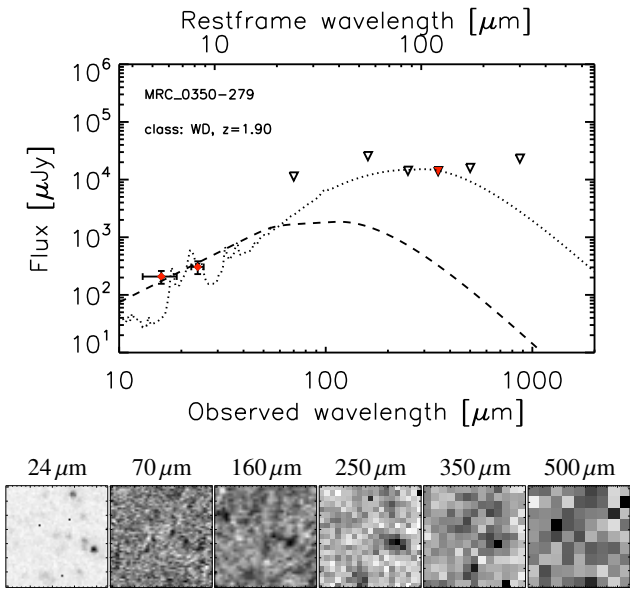 Restframe wavelength [μm]
10 100
10^6
10^5
10^4
10^3
10^2
10^1
Flux [μJy]
MRC_0350-279
class: WD, z=1.90
10 100 1000
Observed wavelength [μm]
24 μm 70 μm 160 μm 250 μm 350 μm 500 μm